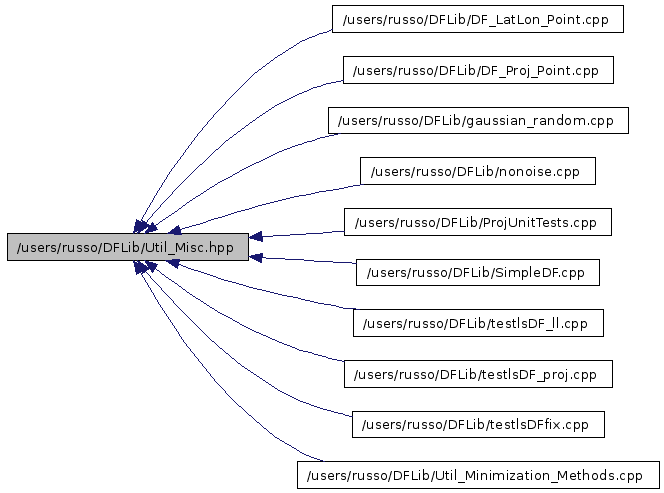 /users/russo/DFLib/DF_LatLon_Point.cpp
/users/russo/DFLib/DF_Proj_Point.cpp
/users/russo/DFLib/gaussian_random.cpp
/users/russo/DFLib/nonoise.cpp
/users/russo/DFLib/ProjUnitTests.cpp
/users/russo/DFLib/Util_Misc.hpp
/users/russo/DFLib/SimpleDF.cpp
/users/russo/DFLib/testlsDF_ll.cpp
/users/russo/DFLib/testlsDF_proj.cpp
/users/russo/DFLib/testlsDFfix.cpp
/users/russo/DFLib/Util_Minimization_Methods.cpp